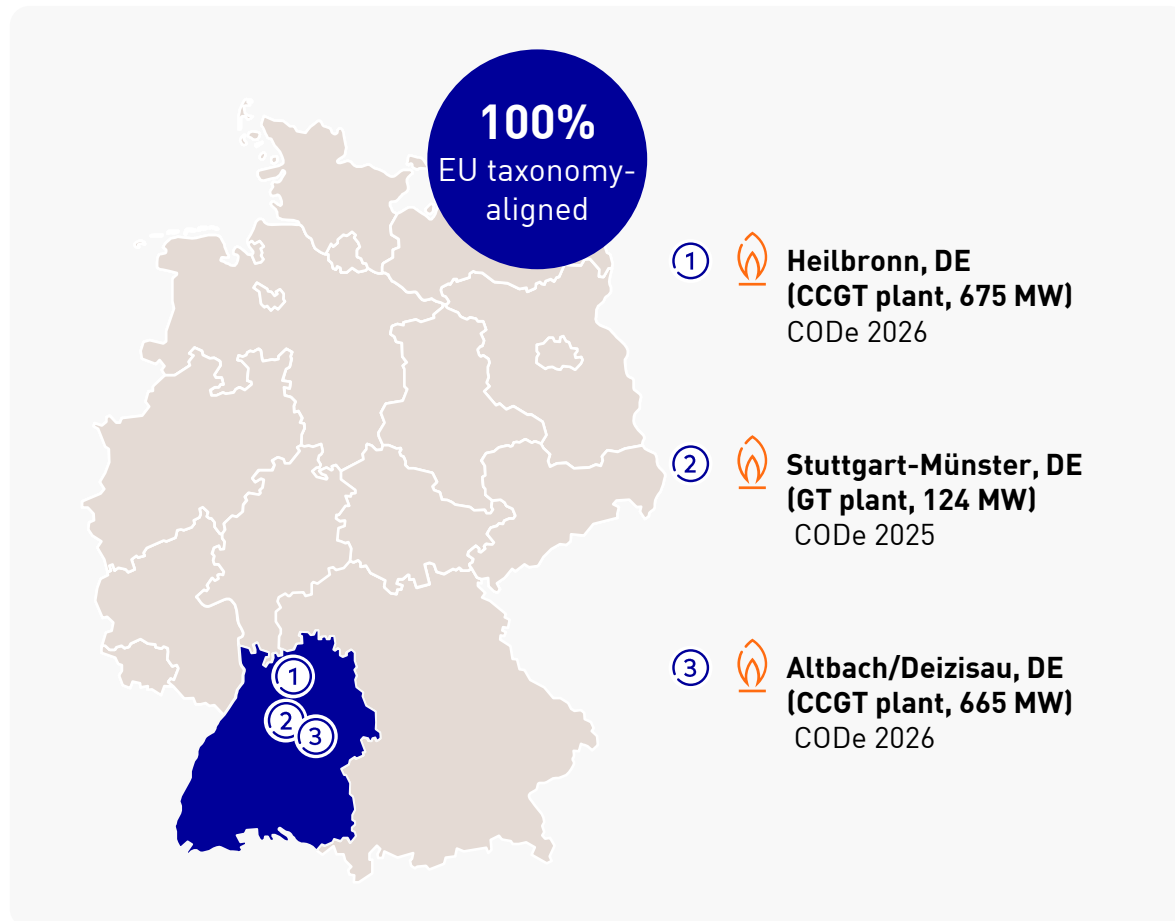 100%
EU taxonomy-
aligned
1
Heilbronn, DE
(CCGT plant, 675 MW)
CODe 2026
2
Stuttgart-Münster, DE
(GT plant, 124 MW)
CODe 2025
3
Altbach/Deizisau, DE
(CCGT plant, 665 MW)
CODe 2026
1
2
3